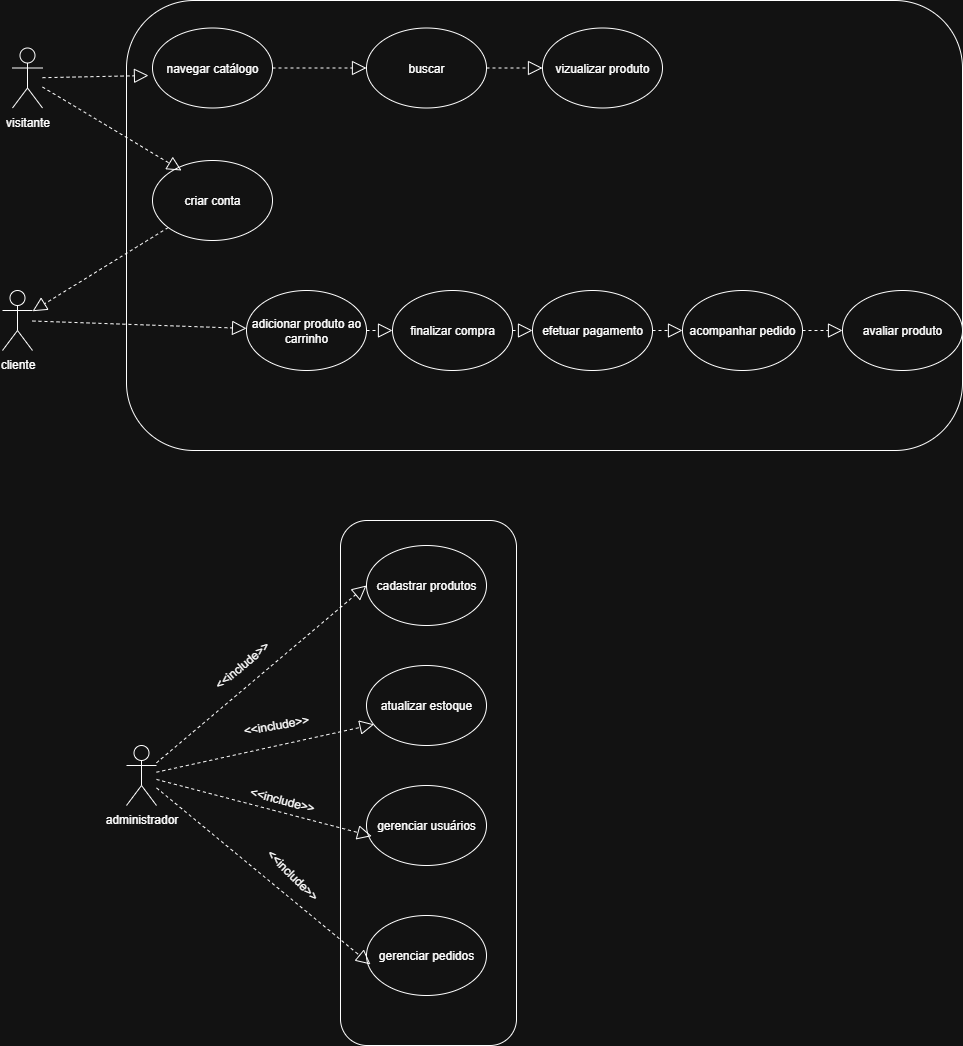 navegar catálogo
buscar
vizualizar produto
visitante
criar conta
adicionar produto ao
carrinho
finalizar compra
efetuar pagamento
acompanhar pedido
avaliar produto
cliente
cadastrar produtos
<<include>>
atualizar estoque
<<include>>
administrador
<<include>>
gerenciar usuários
<<include>>
gerenciar pedidos